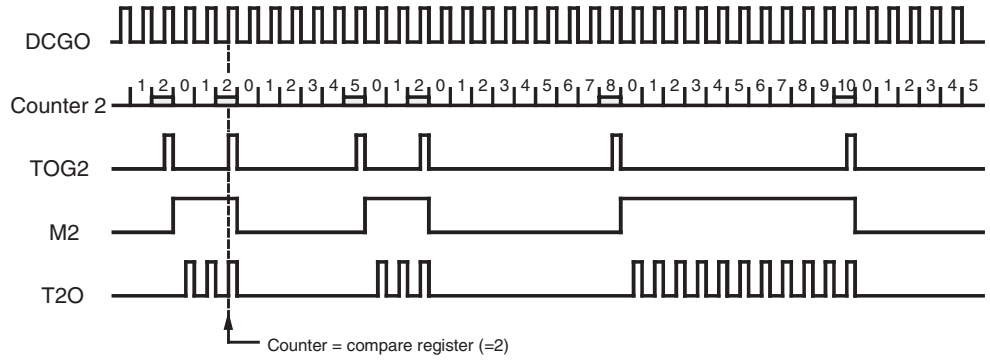 DCGO
Counter 2 1 2 0 1 2 0 1 2 3 4 5 0 1 2 0 1 2 3 4 5 6 7 8 0 1 2 3 4 5 6 7 8 9 10 0 1 2 3 4 5
TOG2
M2
T2O
Counter = compare register (=2)